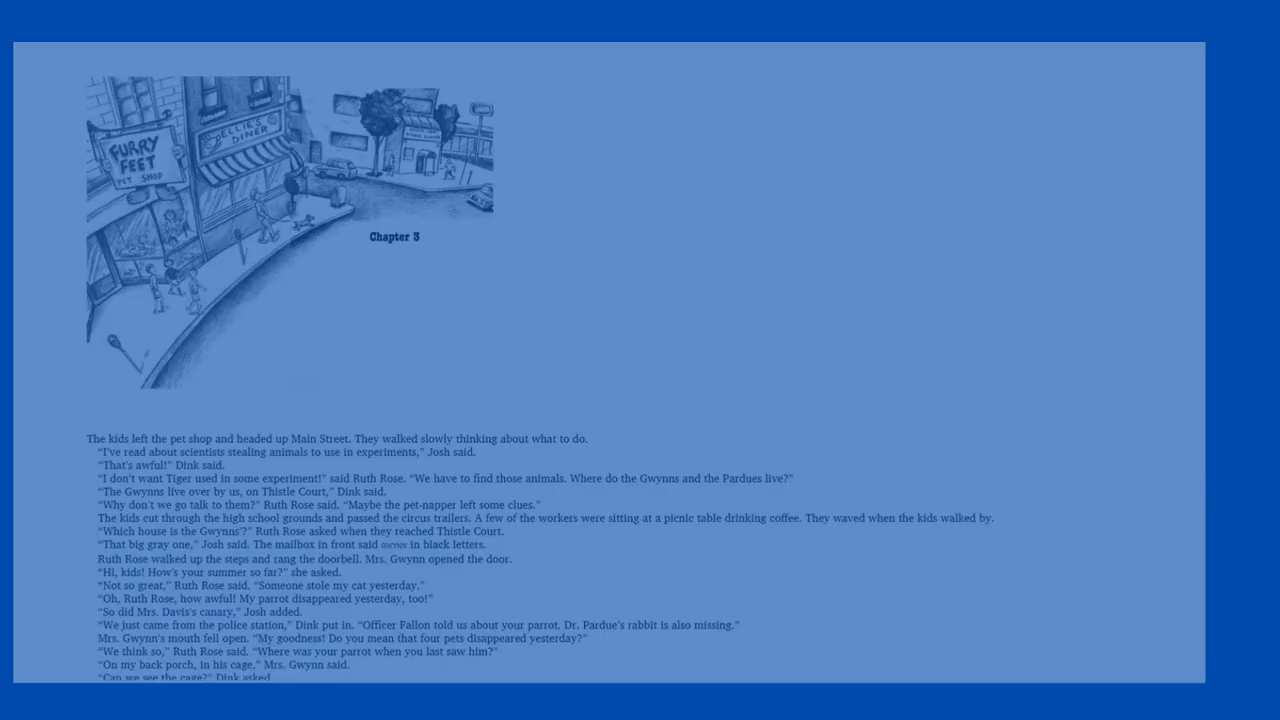 FURRY
FEET
PET SHOP
ELLIE'S
DINER
Chapter 3
The kids left the pet shop and headed up Main Street. They walked slowly thinking about what to do.
“I've read about scientists stealing animals to use in experiments,” Josh said.
“That's awful!” Dink said.
“I don't want Tiger used in some experiment!” said Ruth Rose. “We have to find those animals. Where do the Gwynns and the Pardues live?”
“The Gwynns live over by us, on Thistle Court,” Dink said.
“Why don't we go talk to them?” Ruth Rose said. “Maybe the pet-napper left some clues.”
The kids cut through the high school grounds and passed the circus trailers. A few of the workers were sitting at a picnic table drinking coffee. They waved when the kids walked by.
“Which house is the Gwynns'?” Ruth Rose asked when they reached Thistle Court.
“That big gray one,” Josh said. The mailbox in front said GWYNN in black letters.
Ruth Rose walked up the steps and rang the doorbell. Mrs. Gwynn opened the door.
“Hi, kids! How's your summer so far?” she asked.
“Not so great,” Ruth Rose said. “Someone stole my cat yesterday.”
“Oh, Ruth Rose, how awful! My parrot disappeared yesterday, too!”
“So did Mrs. Davis's canary,” Josh added.
“We just came from the police station,” Dink put in. “Officer Fallon told us about your parrot. Dr. Pardue's rabbit is also missing.”
Mrs. Gwynn's mouth fell open. “My goodness! Do you mean that four pets disappeared yesterday?”
“We think so,” Ruth Rose said. “Where was your parrot when you last saw him?”
“On my back porch, in his cage,” Mrs. Gwynn said.
“Can we see the cage?” Dink asked